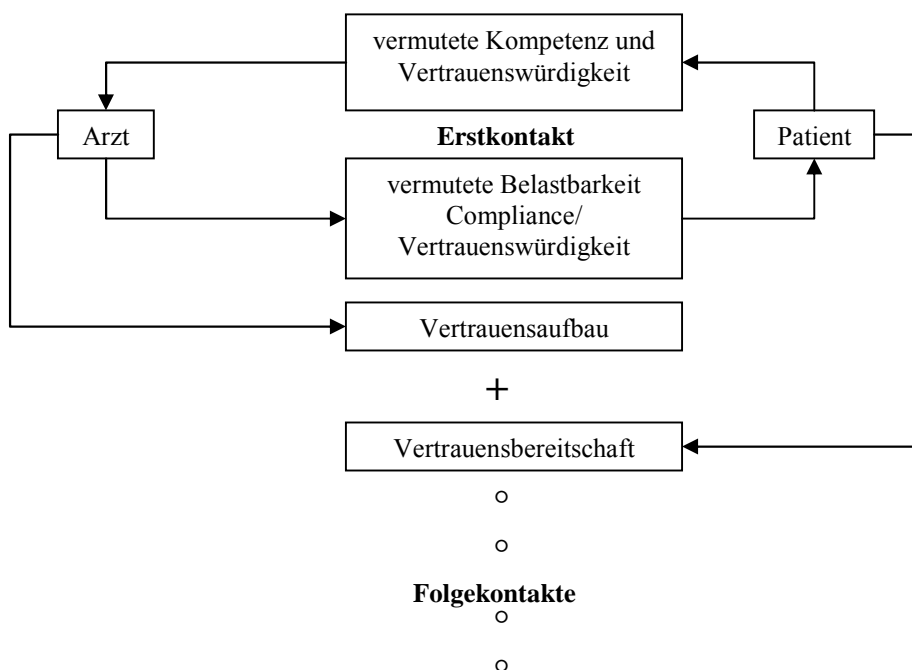 vermutete Kompetenz und
Vertrauenswürdigkeit
Arzt
Erstkontakt
Patient
vermutete Belastbarkeit
Compliance/
Vertrauenswürdigkeit
Vertrauensaufbau
+
Vertrauensbereitschaft
Folgekontakte